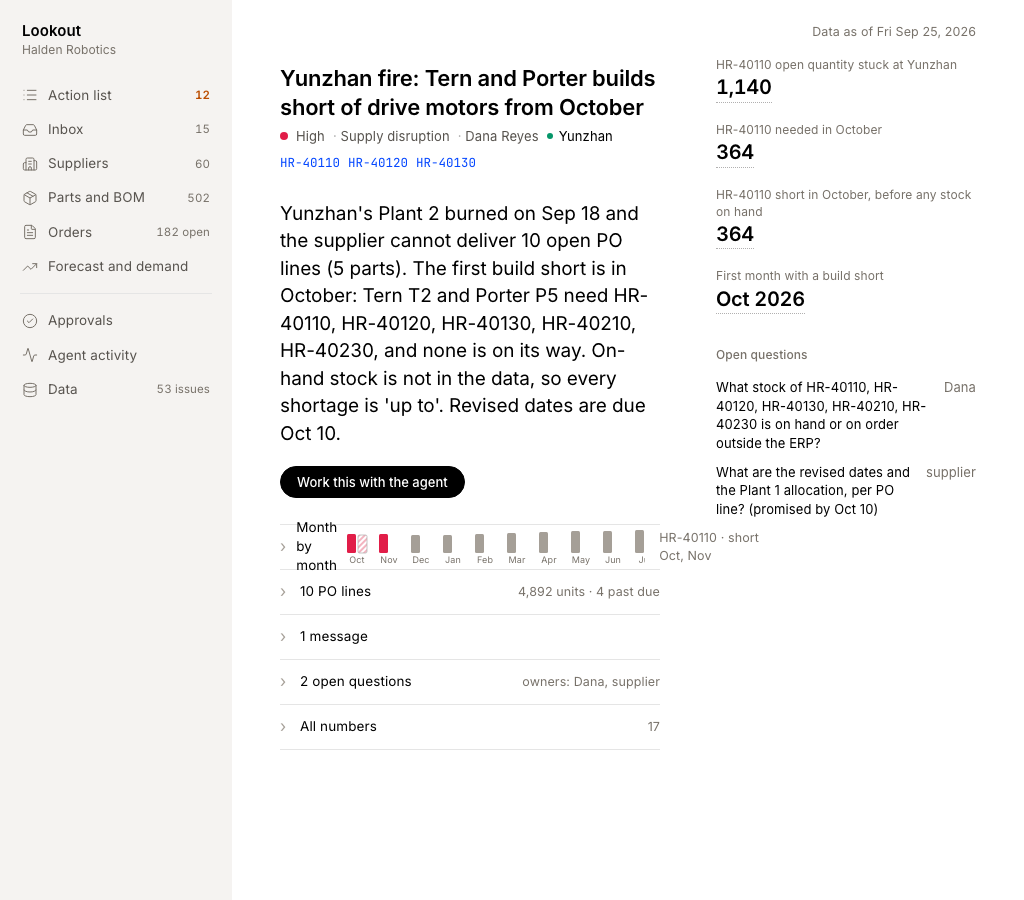 Lookout
Halden Robotics
Action list 12
Inbox 15
Suppliers 60
Parts and BOM 502
Orders 182 open
Forecast and demand
Approvals
Agent activity
Data 53 issues
Data as of Fri Sep 25, 2026
Yunzhan fire: Tern and Porter builds
short of drive motors from October
High · Supply disruption · Dana Reyes Yunzhan
HR-40110 HR-40120 HR-40130
Yunzhan's Plant 2 burned on Sep 18 and
the supplier cannot deliver 10 open PO
lines (5 parts). The first build short is in
October: Tern T2 and Porter P5 need HR-
40110, HR-40120, HR-40130, HR-40210,
HR-40230, and none is on its way. On-
hand stock is not in the data, so every
shortage is 'up to'. Revised dates are due
Oct 10.
Work this with the agent
Month
by
month
Oct Nov Dec Jan Feb Mar Apr May Jun
HR-40110 · short
Oct, Nov
10 PO lines 4,892 units · 4 past due
1 message
2 open questions owners: Dana, supplier
All numbers 17
HR-40110 open quantity stuck at Yunzhan
1,140
HR-40110 needed in October
364
HR-40110 short in October, before any stock
on hand
364
First month with a build short
Oct 2026
Open questions
What stock of HR-40110, HR- Dana
40120, HR-40130, HR-40210, HR-
40230 is on hand or on order
outside the ERP?
What are the revised dates and supplier
the Plant 1 allocation, per PO
line? (promised by Oct 10)